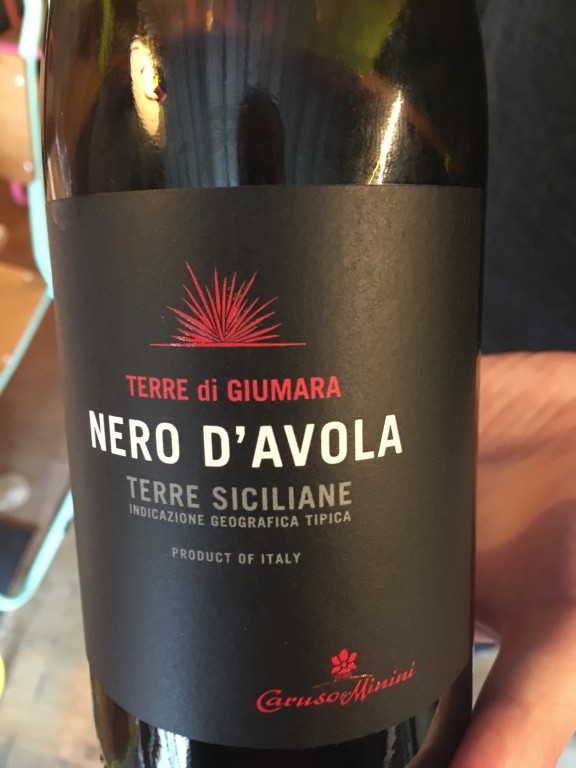 TERRE di GIUMARA
NERO D'AVOLA
TERRE SICILIANE
INDICAZIONE GEOGRAFICA TIPICA
PRODUCT OF ITALY
Caruso & Minini